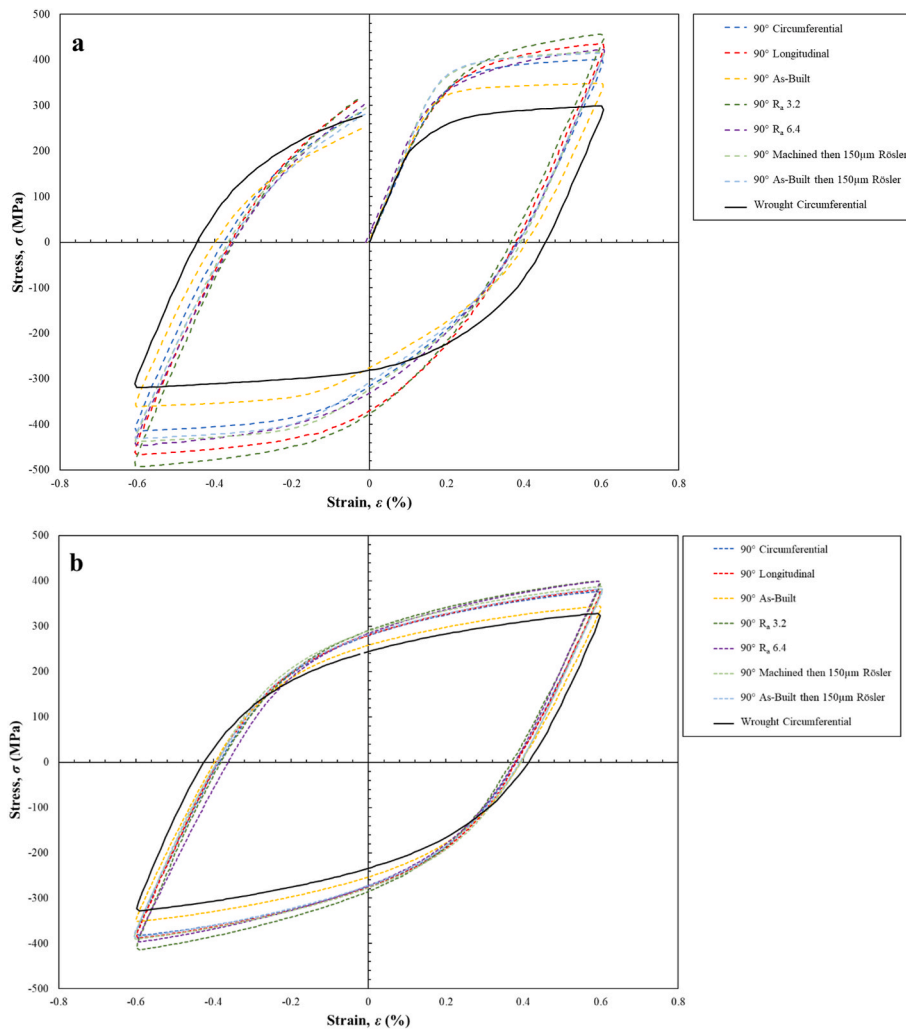 a
500
400
300
200
100
0
-100
-200
-300
-400
-500
-0.8
-0.6
-0.4
-0.2
0
0.2
0.4
0.6
0.8
Stress, σ (MPa)
Strain, ε (%)
90° Circumferential
90° Longitudinal
90° As-Built
90° Ra 3.2
90° Ra 6.4
90° Machined then 150µm Rösler
90° As-Built then 150µm Rösler
Wrought Circumferential
b
500
400
300
200
100
0
-100
-200
-300
-400
-500
-0.8
-0.6
-0.4
-0.2
0
0.2
0.4
0.6
0.8
Stress, σ (MPa)
Strain, ε (%)
90° Circumferential
90° Longitudinal
90° As-Built
90° Ra 3.2
90° Ra 6.4
90° Machined then 150µm Rösler
90° As-Built then 150µm Rösler
Wrought Circumferential